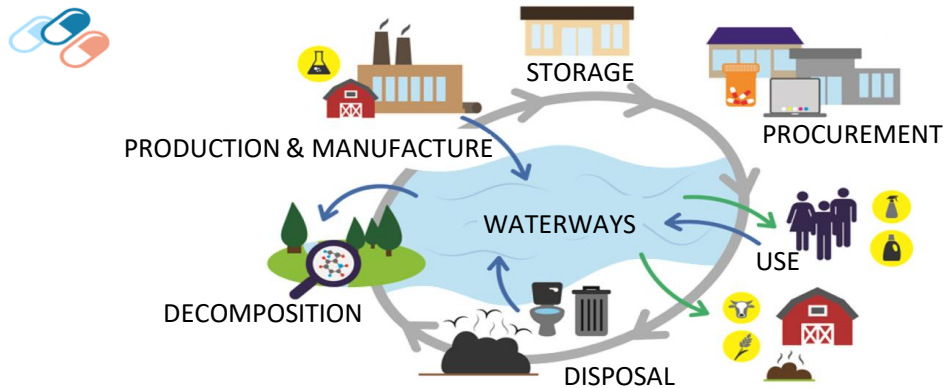 STORAGE
PROCUREMENT
PRODUCTION & MANUFACTURE
WATERWAYS
USE
DECOMPOSITION
DISPOSAL